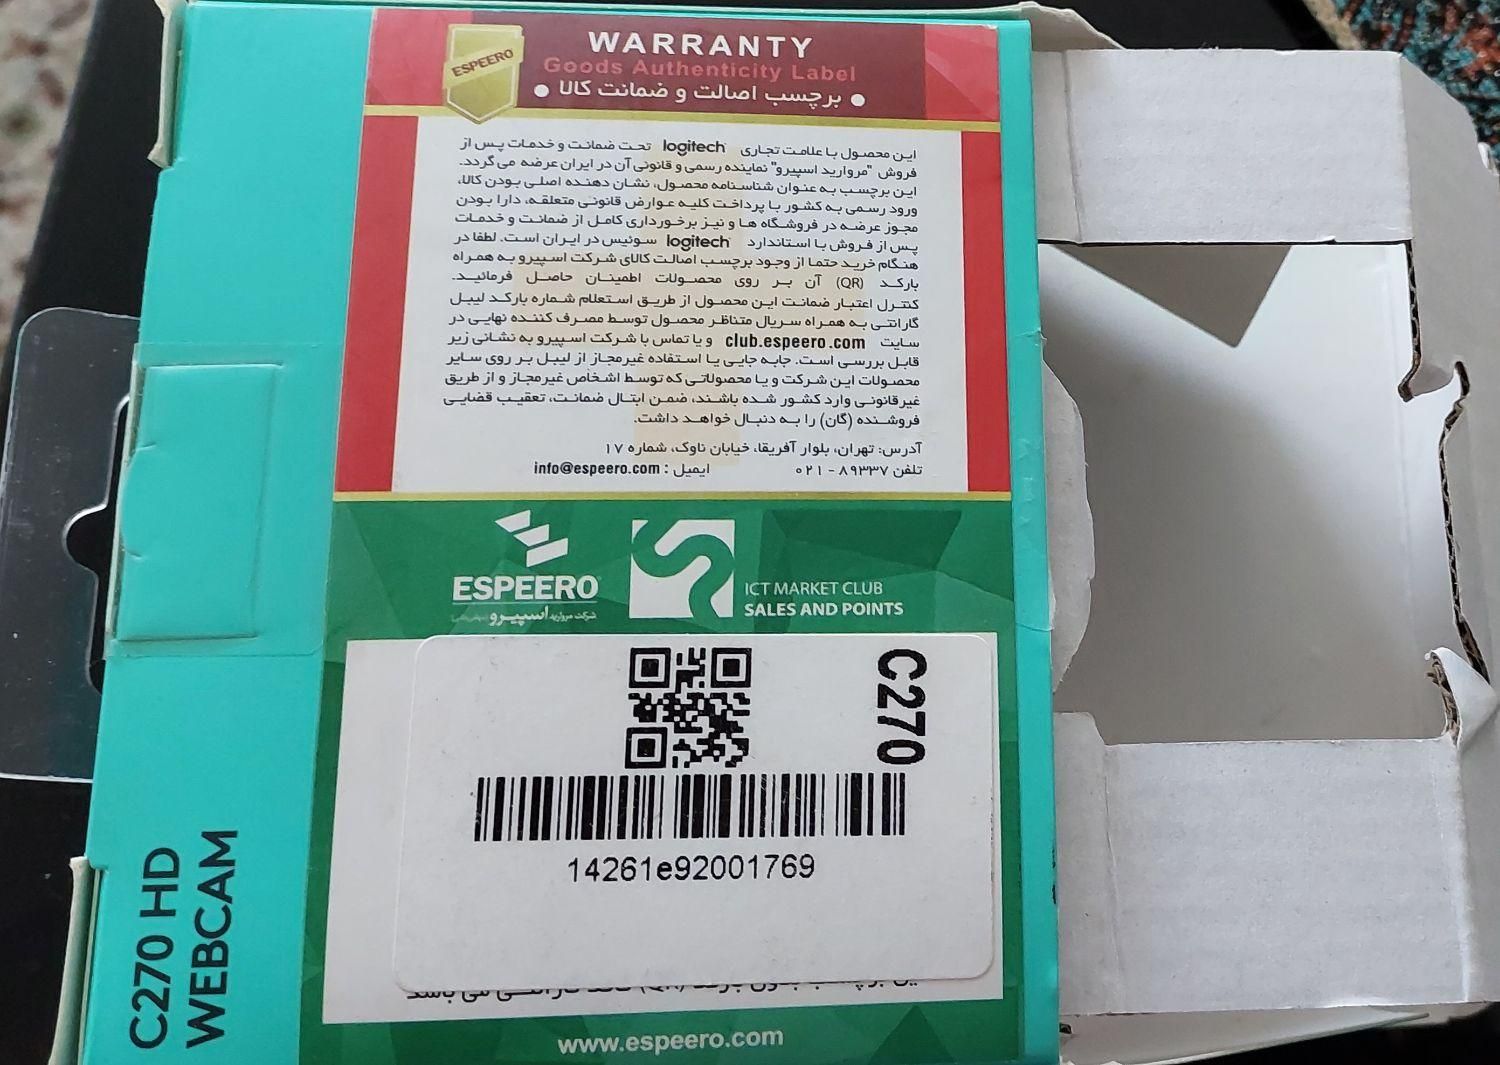 ESPEERO
WARRANTY
Goods Authenticity Label
● برچسب اصالت و ضمانت کالا ●
این محصول با علامت تجاری logitech تحت ضمانت و خدمات پس از
فروش "مروارید اسپیرو" نماینده رسمی و قانونی آن در ایران عرضه می گردد.
این برچسب به عنوان شناسنامه محصول، نشان دهنده اصلی بودن کالا،
ورود رسمی به کشور با پرداخت کلیه عوارض قانونی متعلقه، دارا بودن
مجوز عرضه در فروشگاه ها و نیز برخورداری کامل از ضمانت و خدمات
پس از فروش با استاندارد logitech سوئیس در ایران است. لطفا در
هنگام خرید حتما از وجود برچسب اصالت کالای شرکت اسپیرو به همراه
بارکد (QR) آن بر روی محصولات اطمینان حاصل فرمائید.
کنترل اعتبار ضمانت این محصول از طریق استعلام شماره بارکد لیبل
گارانتی به همراه سریال متناظر محصول توسط مصرف کننده نهایی در
سایت club.espeero.com و یا تماس با شرکت اسپیرو به نشانی زیر
قابل بررسی است. جابه جایی یا استفاده غیرمجاز از لیبل بر روی سایر
محصولات این شرکت و یا محصولاتی که توسط اشخاص غیرمجاز و از طریق
غیرقانونی وارد کشور شده باشند، ضمن ابتال ضمانت، تعقیب قضایی
فروشنده (گان) را به دنبال خواهد داشت.
آدرس: تهران، بلوار آفریقا، خیابان ناوک، شماره ۱۷
تلفن ۸۹۳۳۷-۰۲۱ ایمیل : info@espeero.com
ESPEERO
شرکت مروارید اسپیرو
ICT MARKET CLUB
SALES AND POINTS
C270
14261e92001769
www.espeero.com
C270 HD
WEBCAM